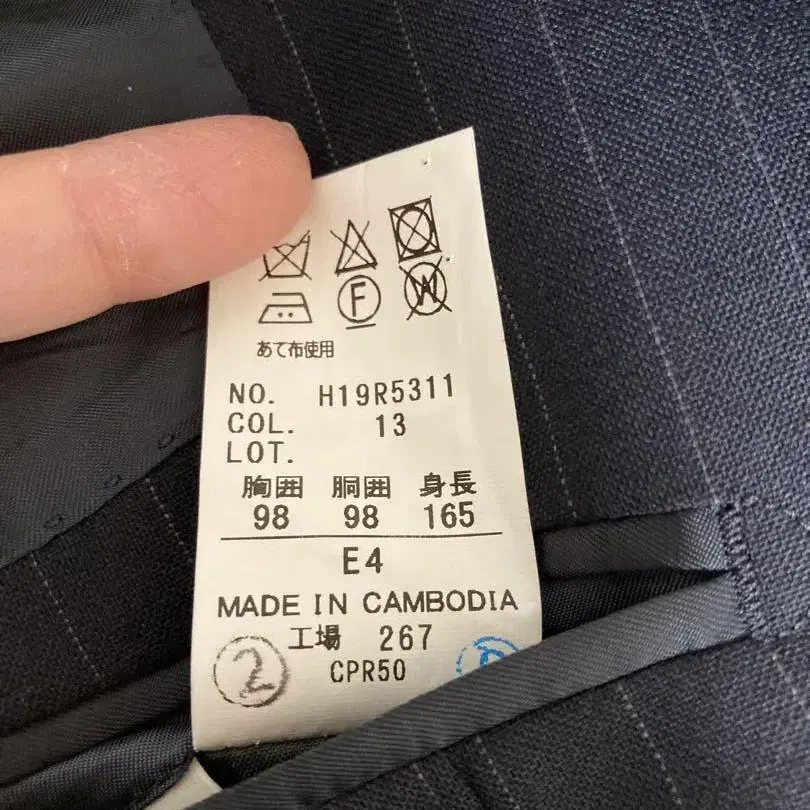 F W
あて布使用
NO. H19R5311
COL. 13
LOT.
胸囲 胴囲 身長
98 98 165
E4
MADE IN CAMBODIA
工場 267
2 CPR50